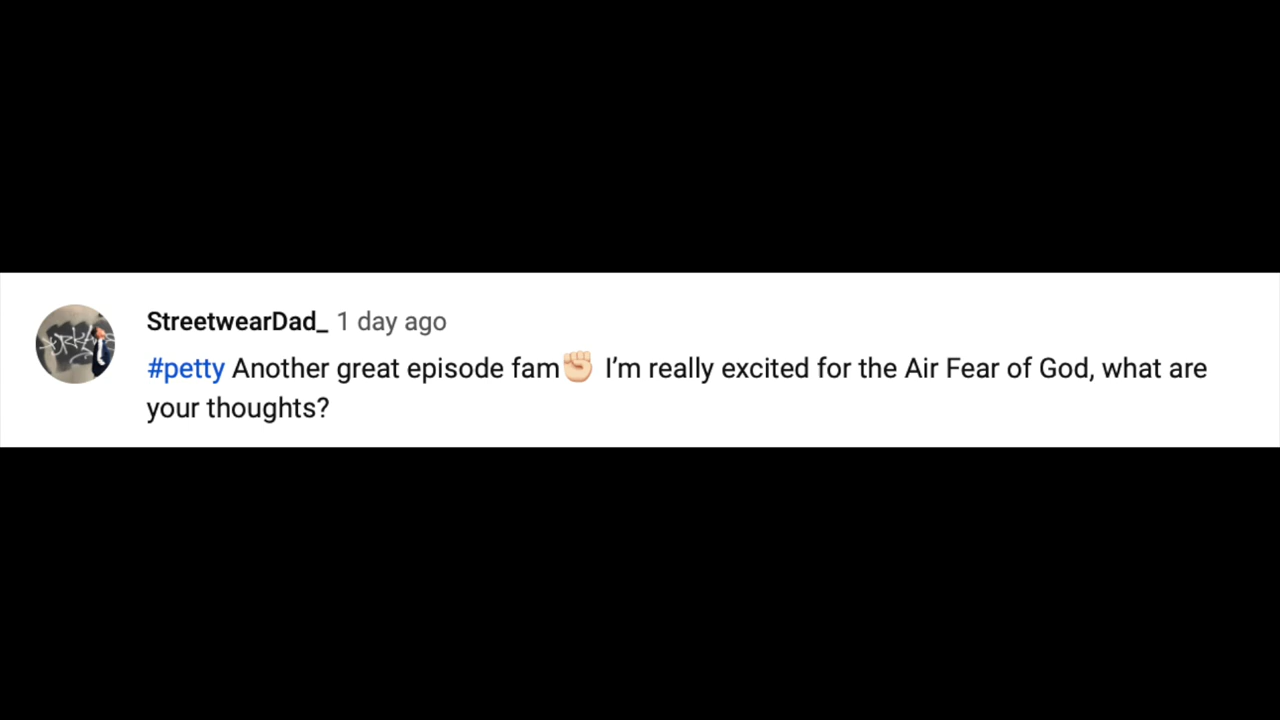 StreetwearDad_ 1 day ago
#petty Another great episode fam✊🏼 I’m really excited for the Air Fear of God, what are
your thoughts?